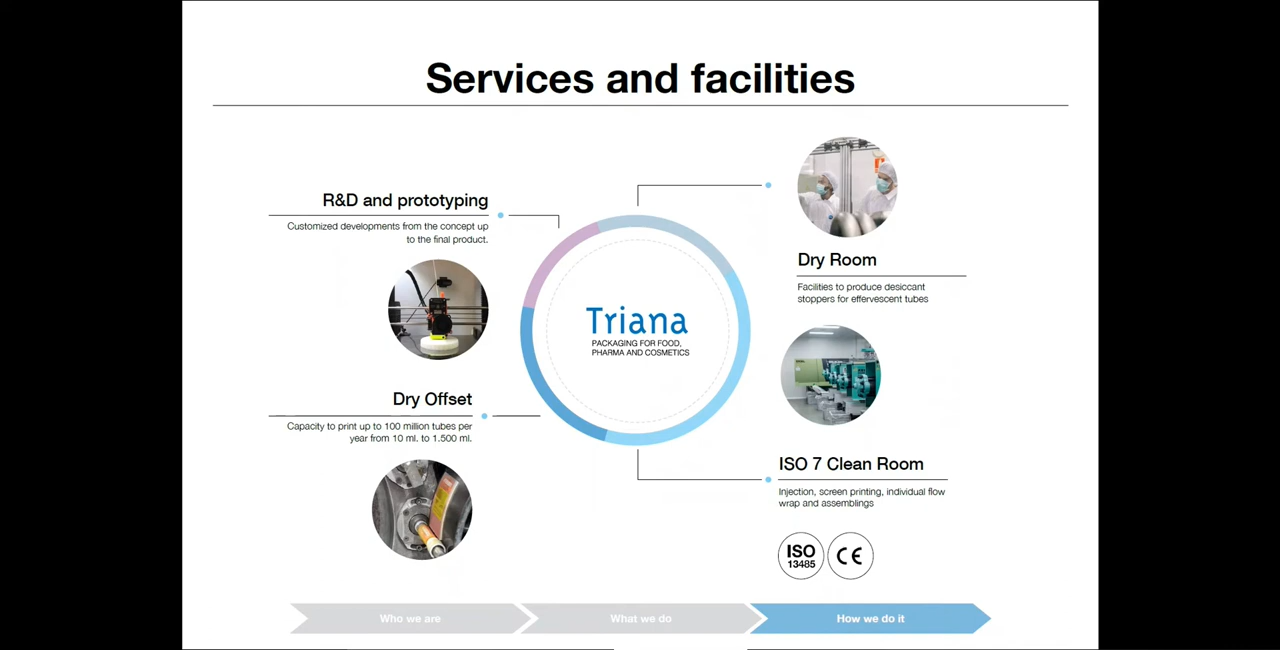 Services and facilities
R&D and prototyping
Customized developments from the concept up
to the final product.
Dry Offset
Capacity to print up to 100 million tubes per
year from 10 ml. to 1.500 ml.
Triana
PACKAGING FOR FOOD,
PHARMA AND COSMETICS
Dry Room
Facilities to produce desiccant
stoppers for effervescent tubes
ISO 7 Clean Room
Injection, screen printing, individual flow
wrap and assemblings
ISO
13485
CE
Who we are
What we do
How we do it